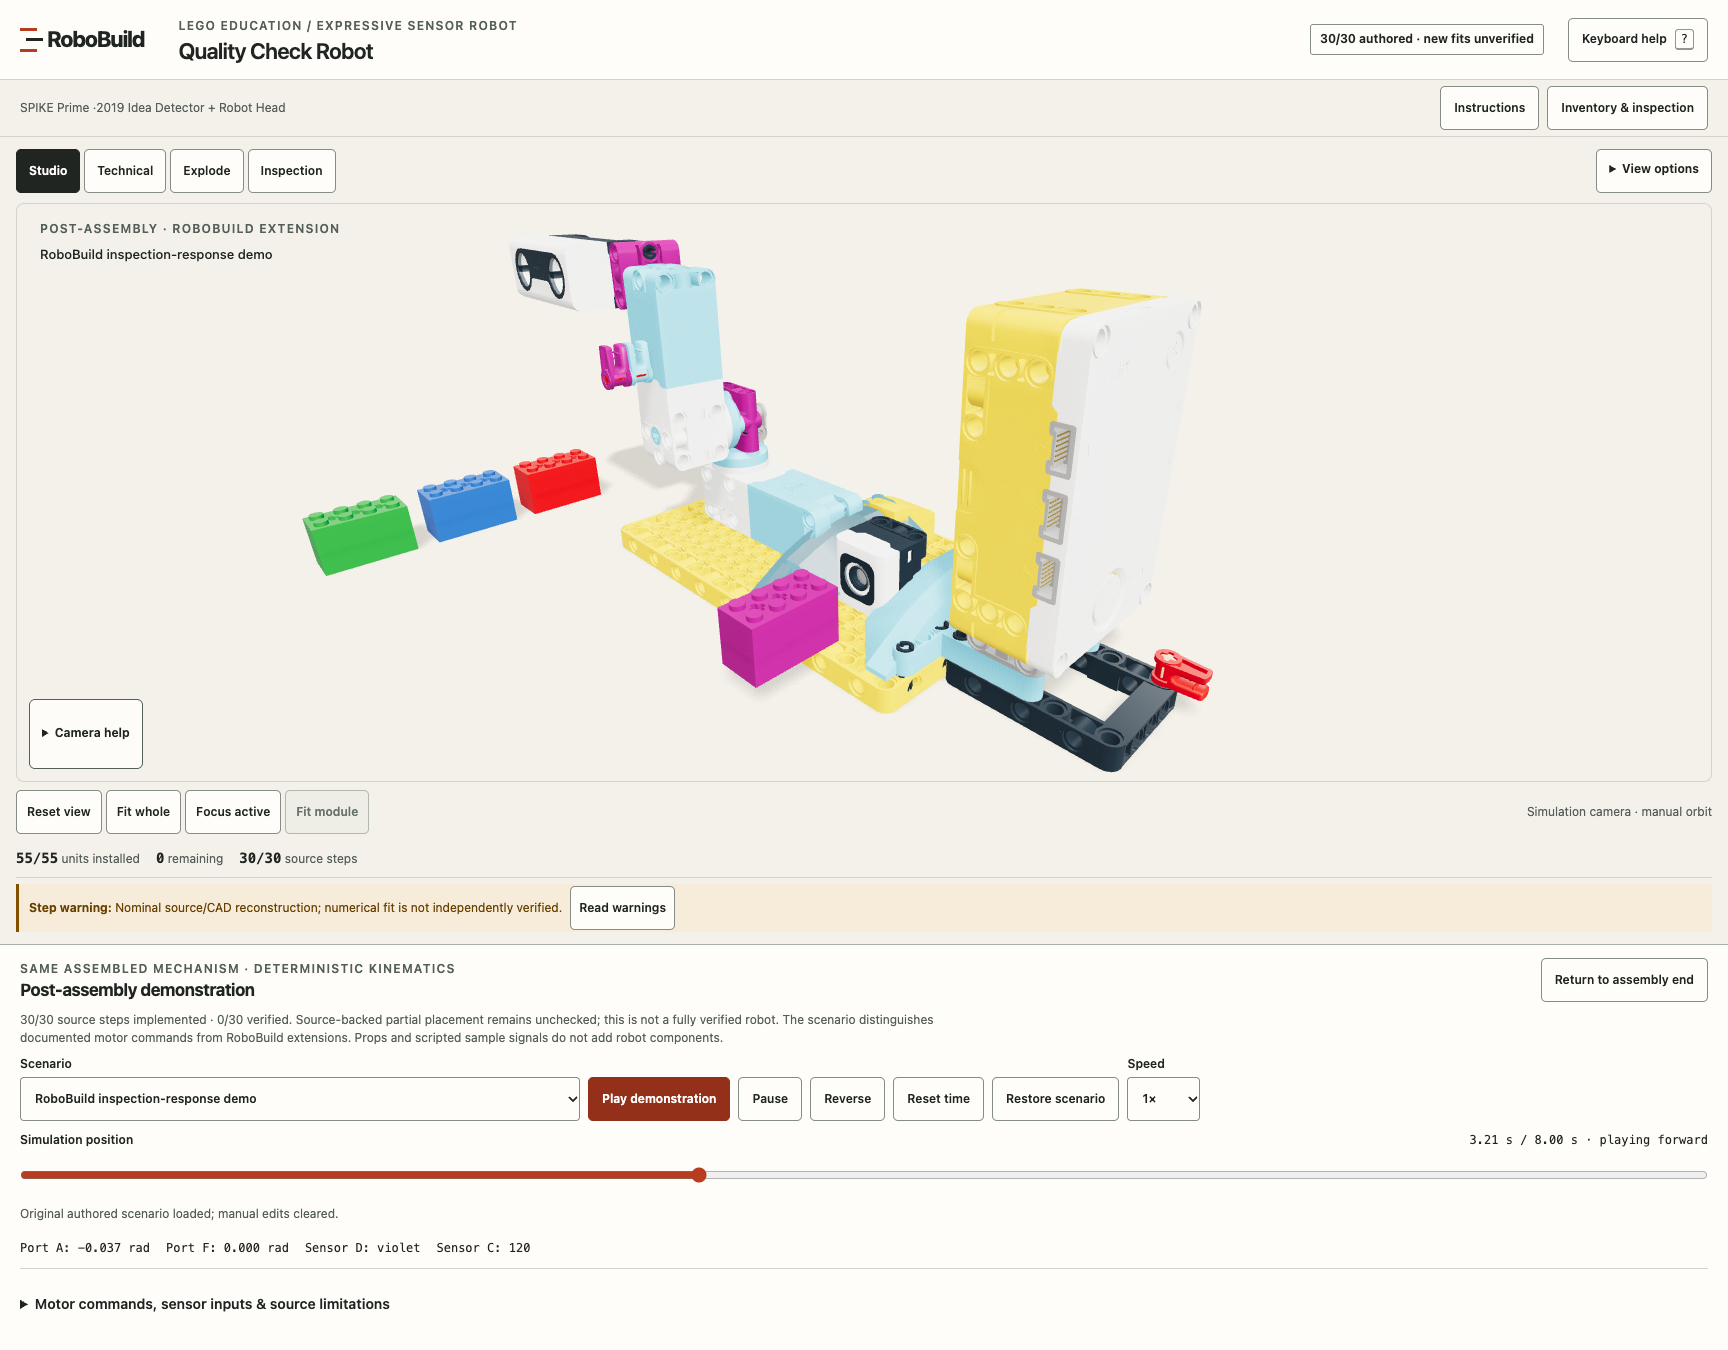 RoboBuild
LEGO EDUCATION / EXPRESSIVE SENSOR ROBOT
Quality Check Robot
30/30 authored · new fits unverified
Keyboard help ?
SPIKE Prime ·2019 Idea Detector + Robot Head
Instructions
Inventory & inspection
Studio
Technical
Explode
Inspection
▶ View options
POST-ASSEMBLY · ROBOBUILD EXTENSION
RoboBuild inspection-response demo
▶ Camera help
Reset view
Fit whole
Focus active
Fit module
Simulation camera · manual orbit
55/55 units installed 0 remaining 30/30 source steps
Step warning: Nominal source/CAD reconstruction; numerical fit is not independently verified.
Read warnings
SAME ASSEMBLED MECHANISM · DETERMINISTIC KINEMATICS
Post-assembly demonstration
Return to assembly end
30/30 source steps implemented · 0/30 verified. Source-backed partial placement remains unchecked; this is not a fully verified robot. The scenario distinguishes
documented motor commands from RoboBuild extensions. Props and scripted sample signals do not add robot components.
Scenario
Speed
RoboBuild inspection-response demo
Play demonstration
Pause
Reverse
Reset time
Restore scenario
1×
Simulation position
3.21 s / 8.00 s · playing forward
Original authored scenario loaded; manual edits cleared.
Port A: −0.037 rad Port F: 0.000 rad Sensor D: violet Sensor C: 120
▶ Motor commands, sensor inputs & source limitations